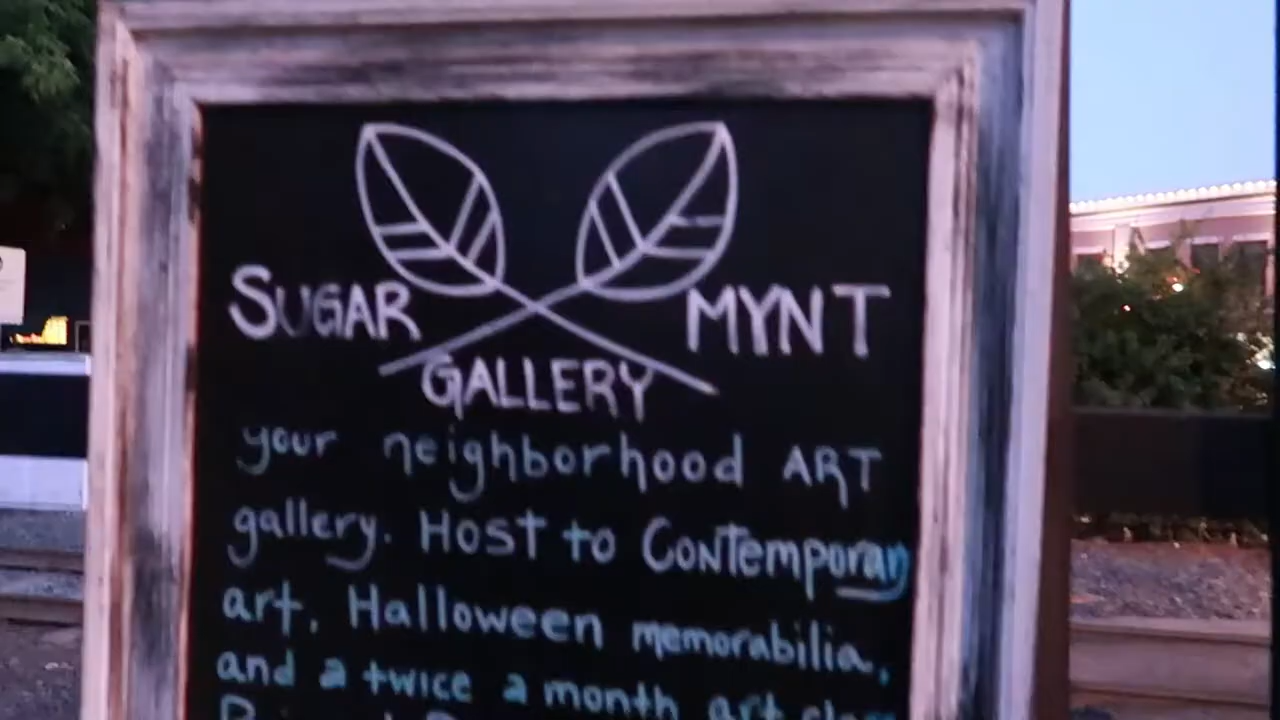 SUGAR MYNT
GALLERY
your neighborhood ART
gallery. Host to Contemporary
art, Halloween memorabilia,
and a twice a month art class